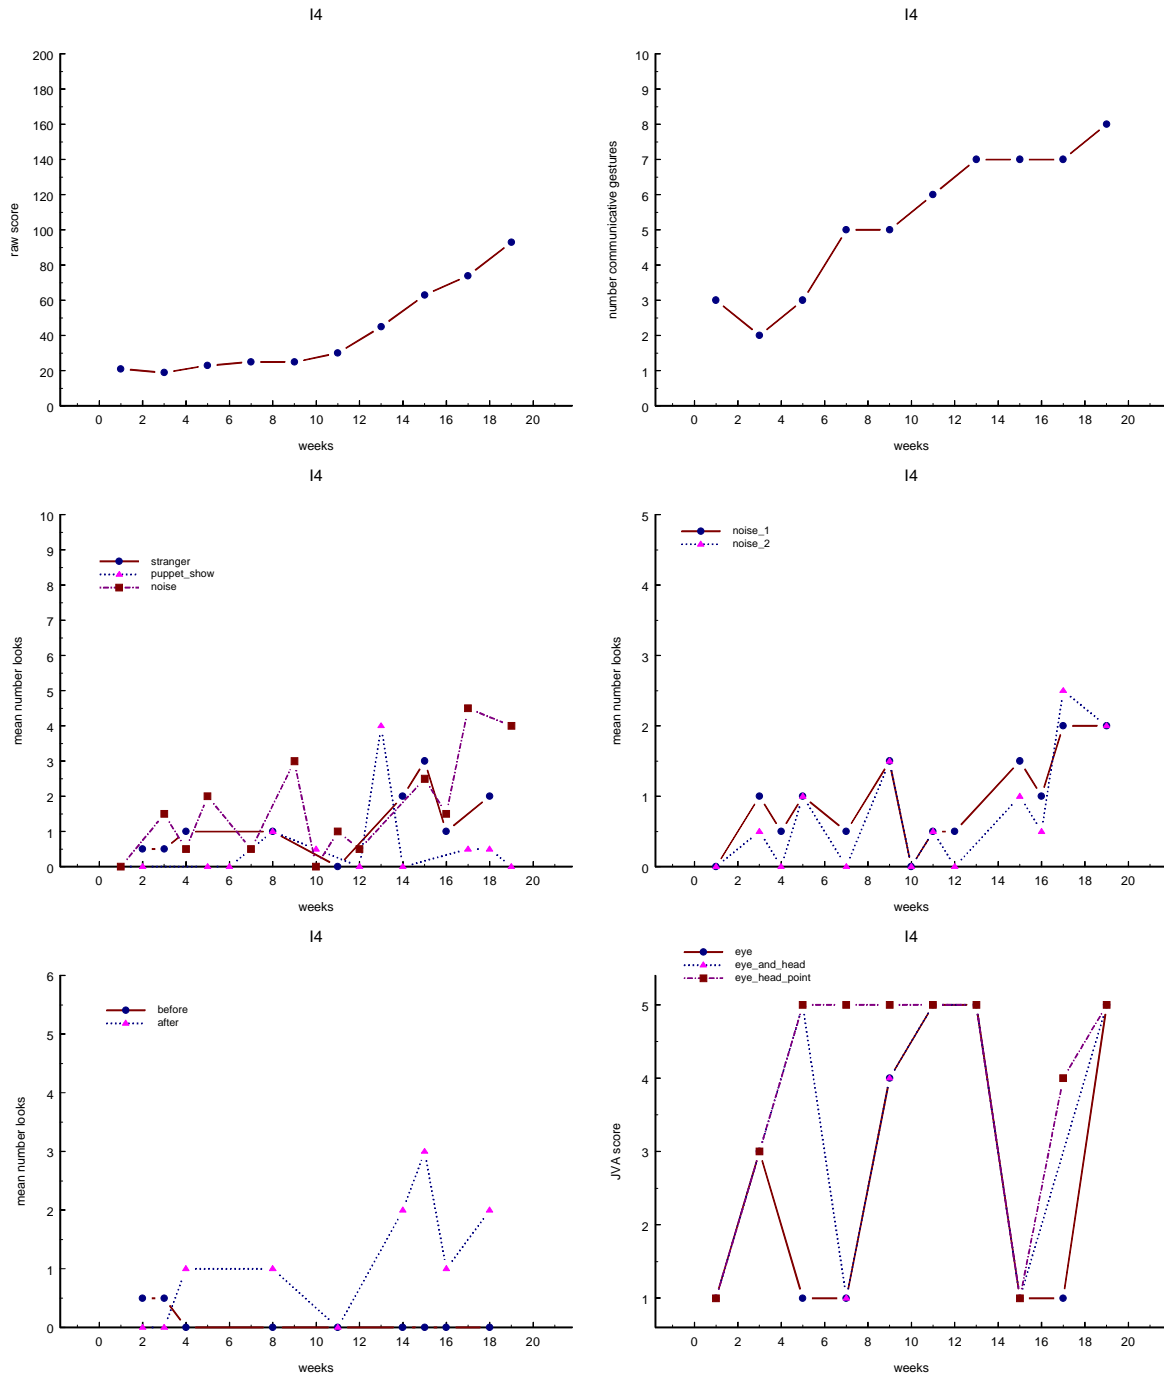 I4
I4
200
180
160
140
120
100
80
60
40
20
0
raw score
0 2 4 6 8 10 12 14 16 18 20
weeks
10
9
8
7
6
5
4
3
2
1
0
number communicative gestures
0 2 4 6 8 10 12 14 16 18 20
weeks
I4
I4
10
9
8
7
6
5
4
3
2
1
0
mean number looks
stranger
puppet_show
noise
0 2 4 6 8 10 12 14 16 18 20
weeks
5
4
3
2
1
0
mean number looks
noise_1
noise_2
0 2 4 6 8 10 12 14 16 18 20
weeks
I4
I4
6
5
4
3
2
1
0
mean number looks
before
after
0 2 4 6 8 10 12 14 16 18 20
weeks
eye
eye_and_head
eye_head_point
5
4
3
2
1
JVA score
0 2 4 6 8 10 12 14 16 18 20
weeks